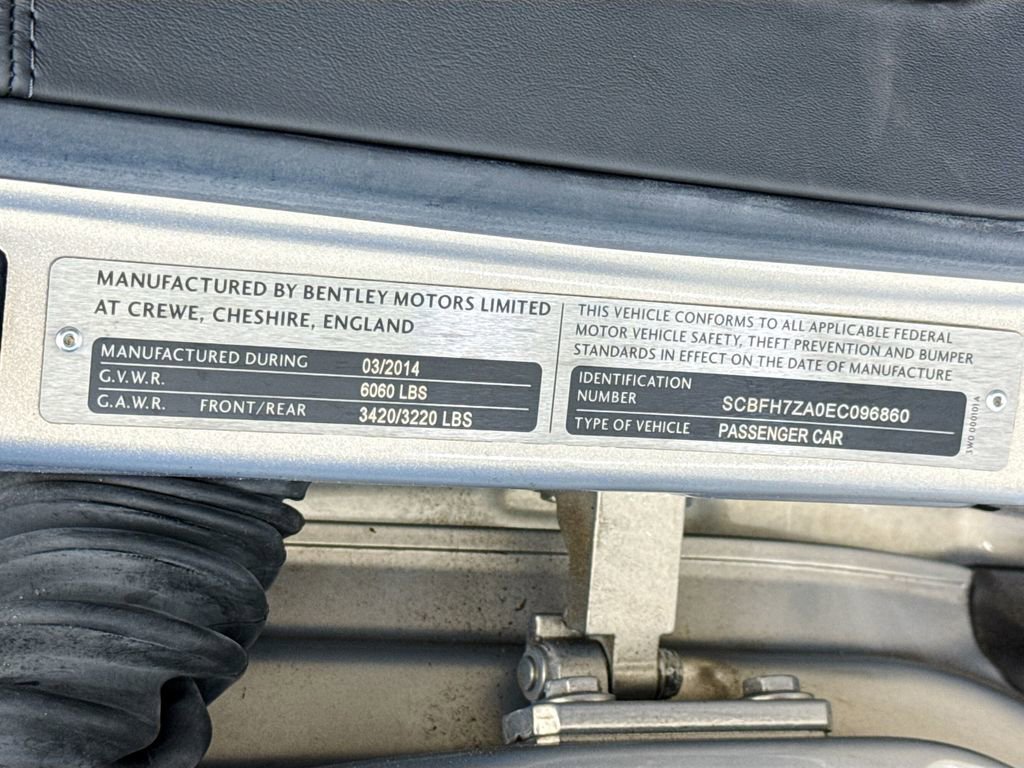 MANUFACTURED BY BENTLEY MOTORS LIMITED
AT CREWE, CHESHIRE, ENGLAND
MANUFACTURED DURING 03/2014
G.V.W.R. 6060 LBS
G.A.W.R. FRONT/REAR 3420/3220 LBS
THIS VEHICLE CONFORMS TO ALL APPLICABLE FEDERAL
MOTOR VEHICLE SAFETY, THEFT PREVENTION AND BUMPER
STANDARDS IN EFFECT ON THE DATE OF MANUFACTURE
IDENTIFICATION
NUMBER SCBFH7ZA0EC096860
TYPE OF VEHICLE PASSENGER CAR
3W0 000101A